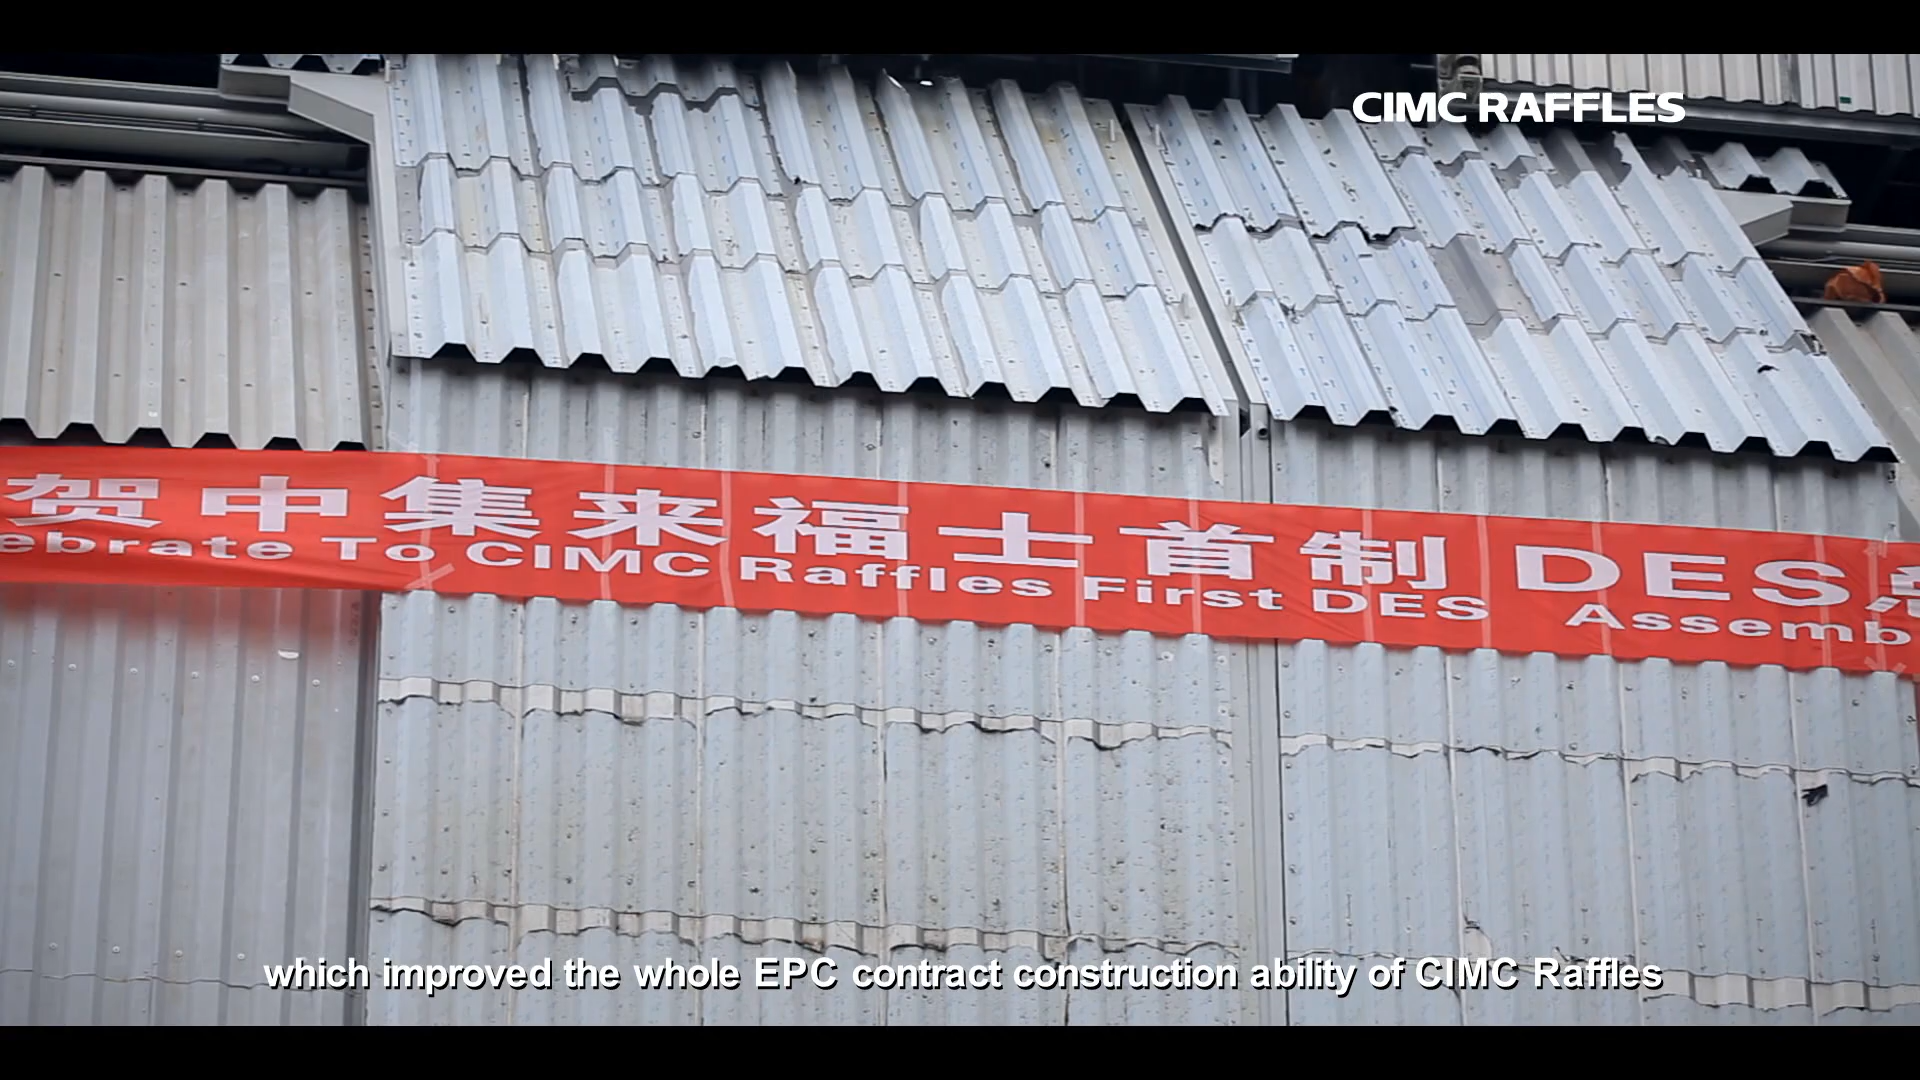 CIMC RAFFLES
贺中集来福士首制DES总
ebrate To CIMC Raffles First DES Assemb
which improved the whole EPC contract construction ability of CIMC Raffles